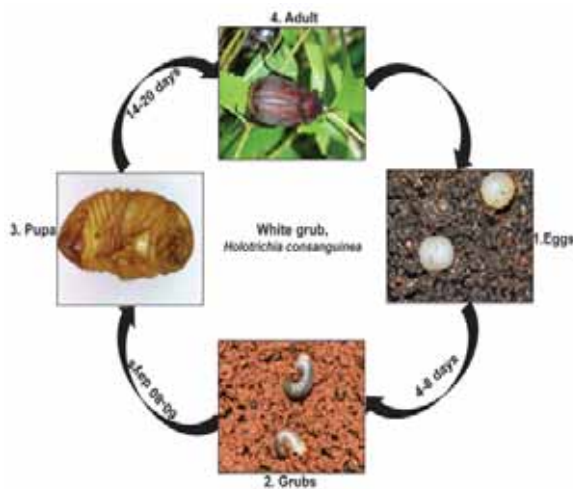 4. Adult
14-20 days
3. Pupa
White grub,
Holotrichia consanguinea
1.Eggs
4-8 days
60-80 days
2. Grubs